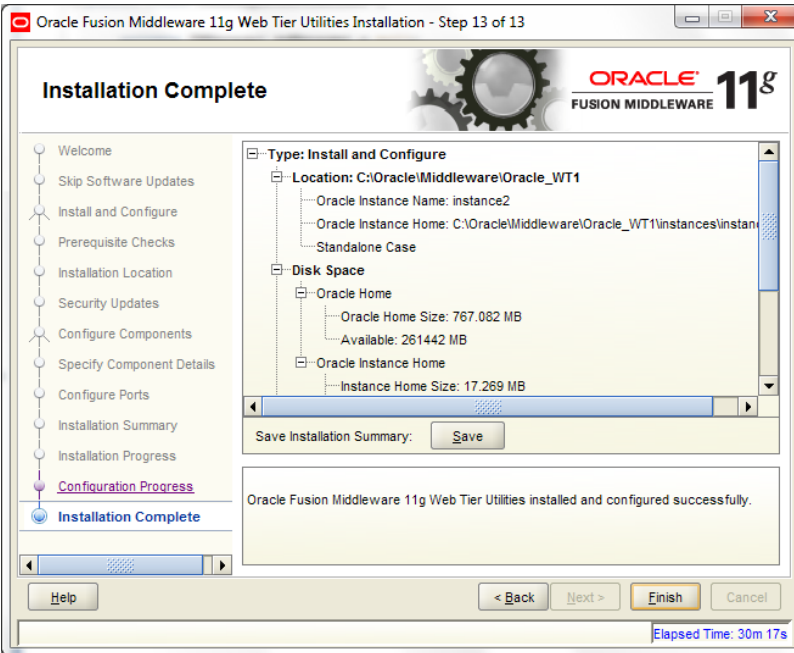 Oracle Fusion Middleware 11g Web Tier Utilities Installation - Step 13 of 13
Installation Complete
ORACLE
FUSION MIDDLEWARE 11g
Welcome
Skip Software Updates
Install and Configure
Prerequisite Checks
Installation Location
Security Updates
Configure Components
Specify Component Details
Configure Ports
Installation Summary
Installation Progress
Configuration Progress
Installation Complete
Type: Install and Configure
Location: C:\Oracle\Middleware\Oracle_WT1
Oracle Instance Name: instance2
Oracle Instance Home: C:\Oracle\Middleware\Oracle_WT1\instances\instan
Standalone Case
Disk Space
Oracle Home
Oracle Home Size: 767.082 MB
Available: 261442 MB
Oracle Instance Home
Instance Home Size: 17.269 MB
Save Installation Summary: Save
Oracle Fusion Middleware 11g Web Tier Utilities installed and configured successfully.
Help < Back Next > Finish Cancel
Elapsed Time: 30m 17s